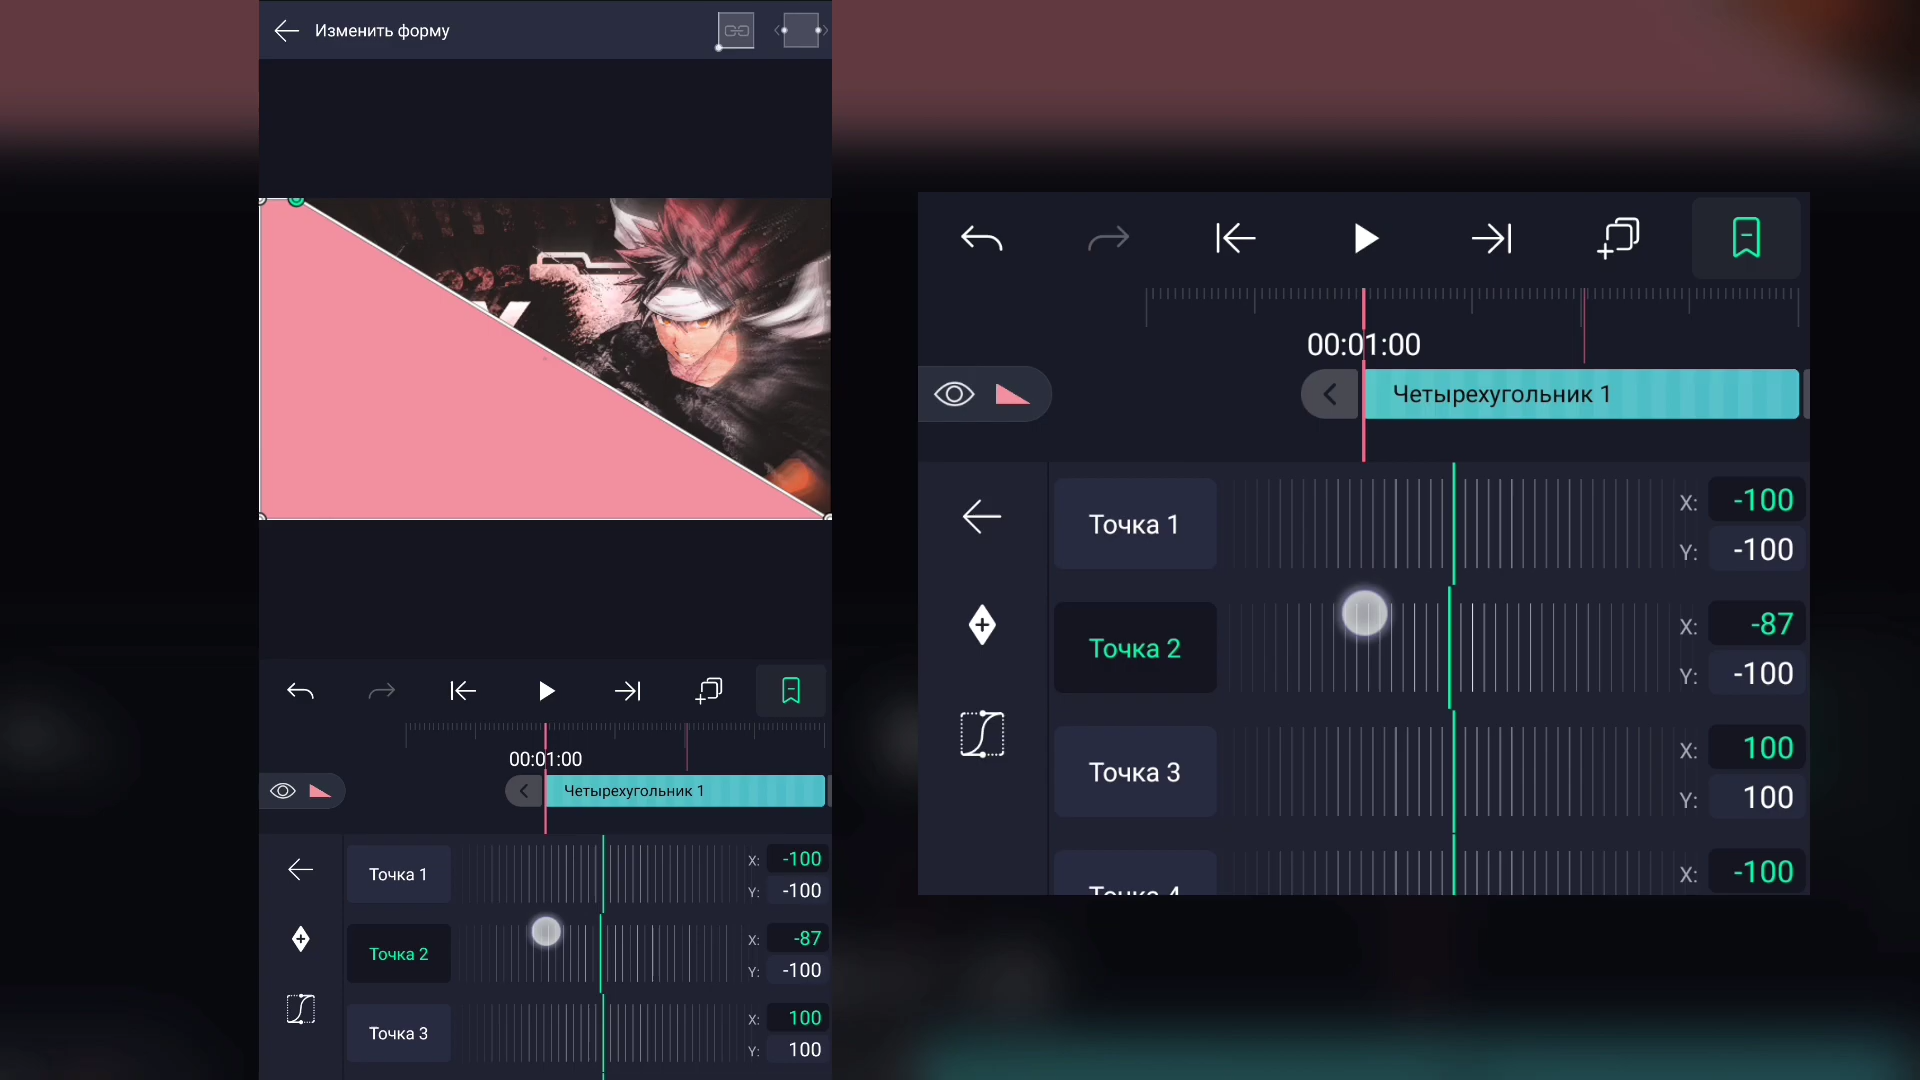 Изменить форму
00:01:00
Четырехугольник 1
Точка 1
X: -100
Y: -100
Точка 2
X: -87
Y: -100
Точка 3
X: 100
Y: 100
00:01:00
Четырехугольник 1
Точка 1
X: -100
Y: -100
Точка 2
X: -87
Y: -100
Точка 3
X: 100
Y: 100
Точка 4
X: -100